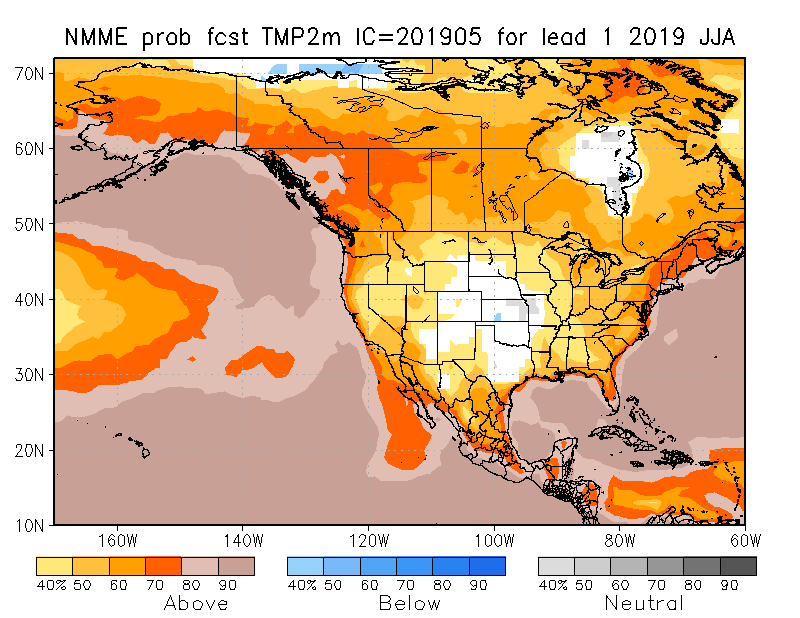 NMME prob fcst TMP2m IC=201905 for lead 1 2019 JJA
70N
60N
50N
40N
30N
20N
10N
160W 140W 120W 100W 80W 60W
40% 50 60 70 80 90 40% 50 60 70 80 90 40% 50 60 70 80 90
Above Below Neutral